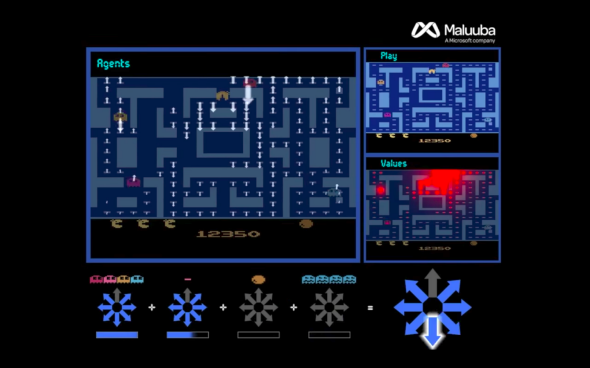 Maluuba
A Microsoft company
Agents
12350
Play
12350
Values
12350
+ + + =